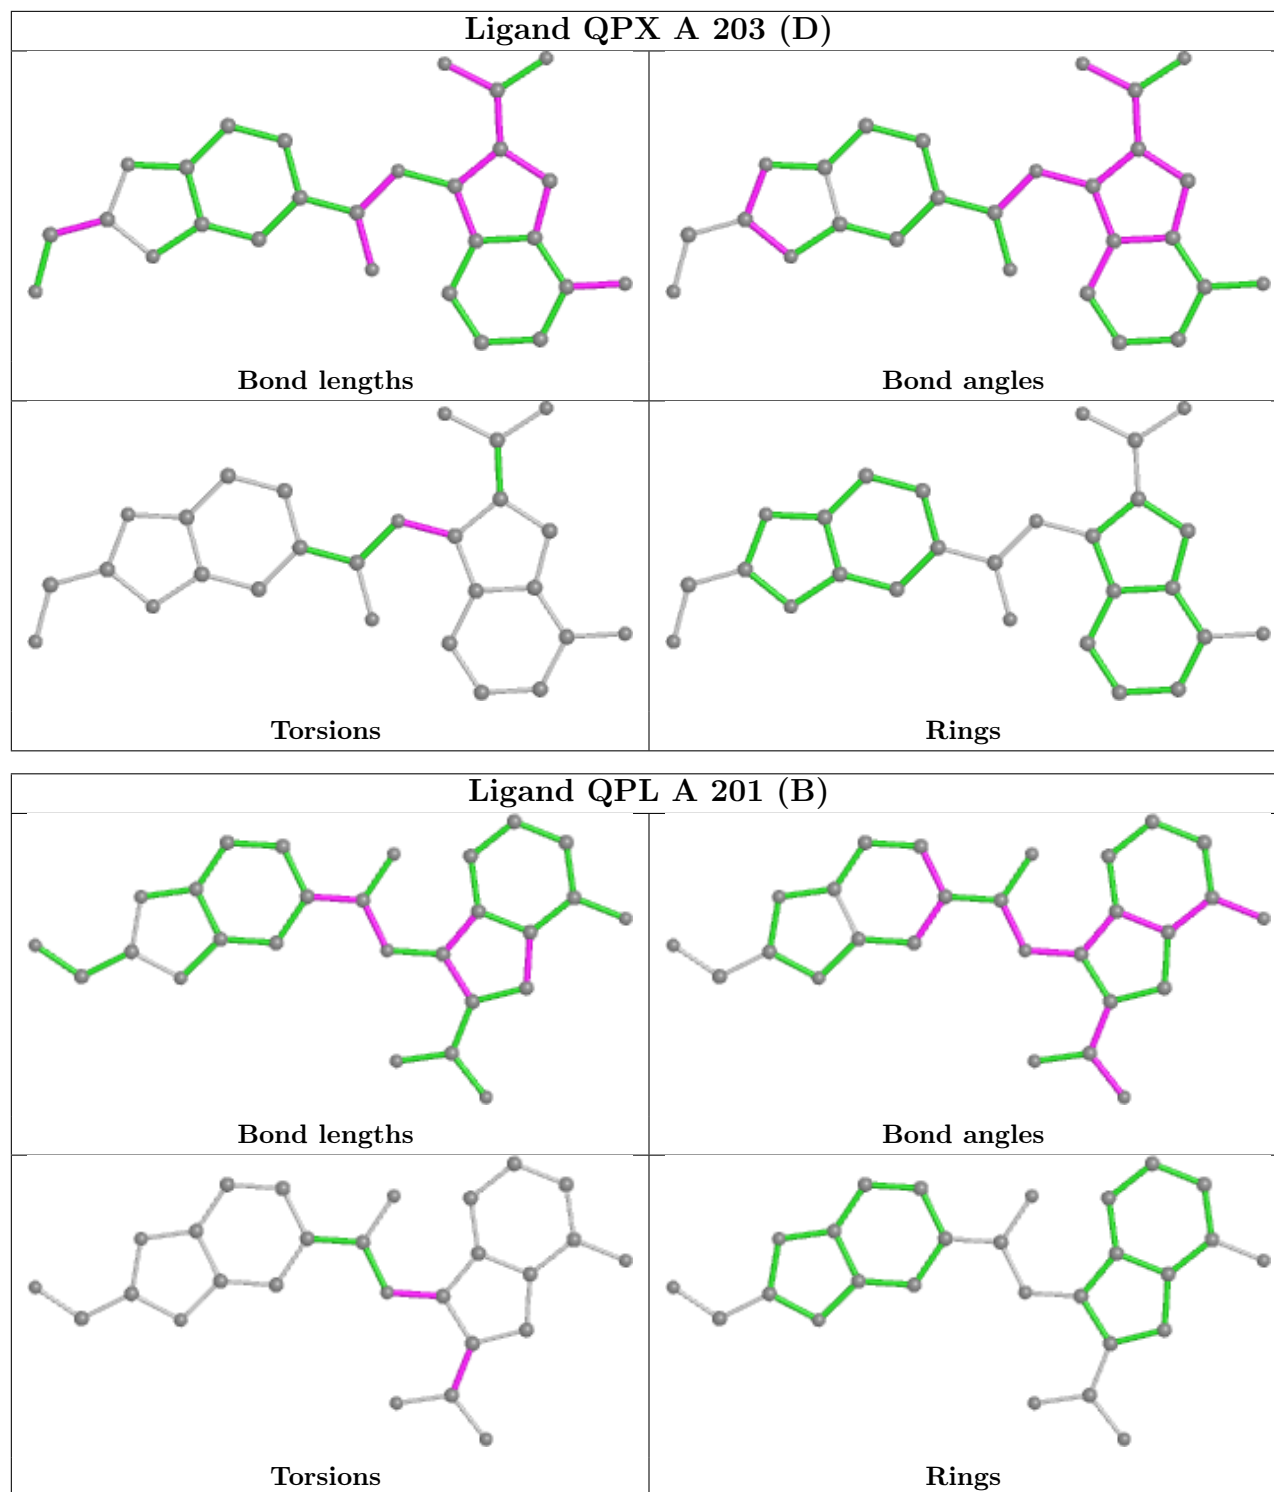 Ligand QPX A 203 (D)
Bond lengths
Bond angles
Torsions
Rings
Ligand QPL A 201 (B)
Bond lengths
Bond angles
Torsions
Rings